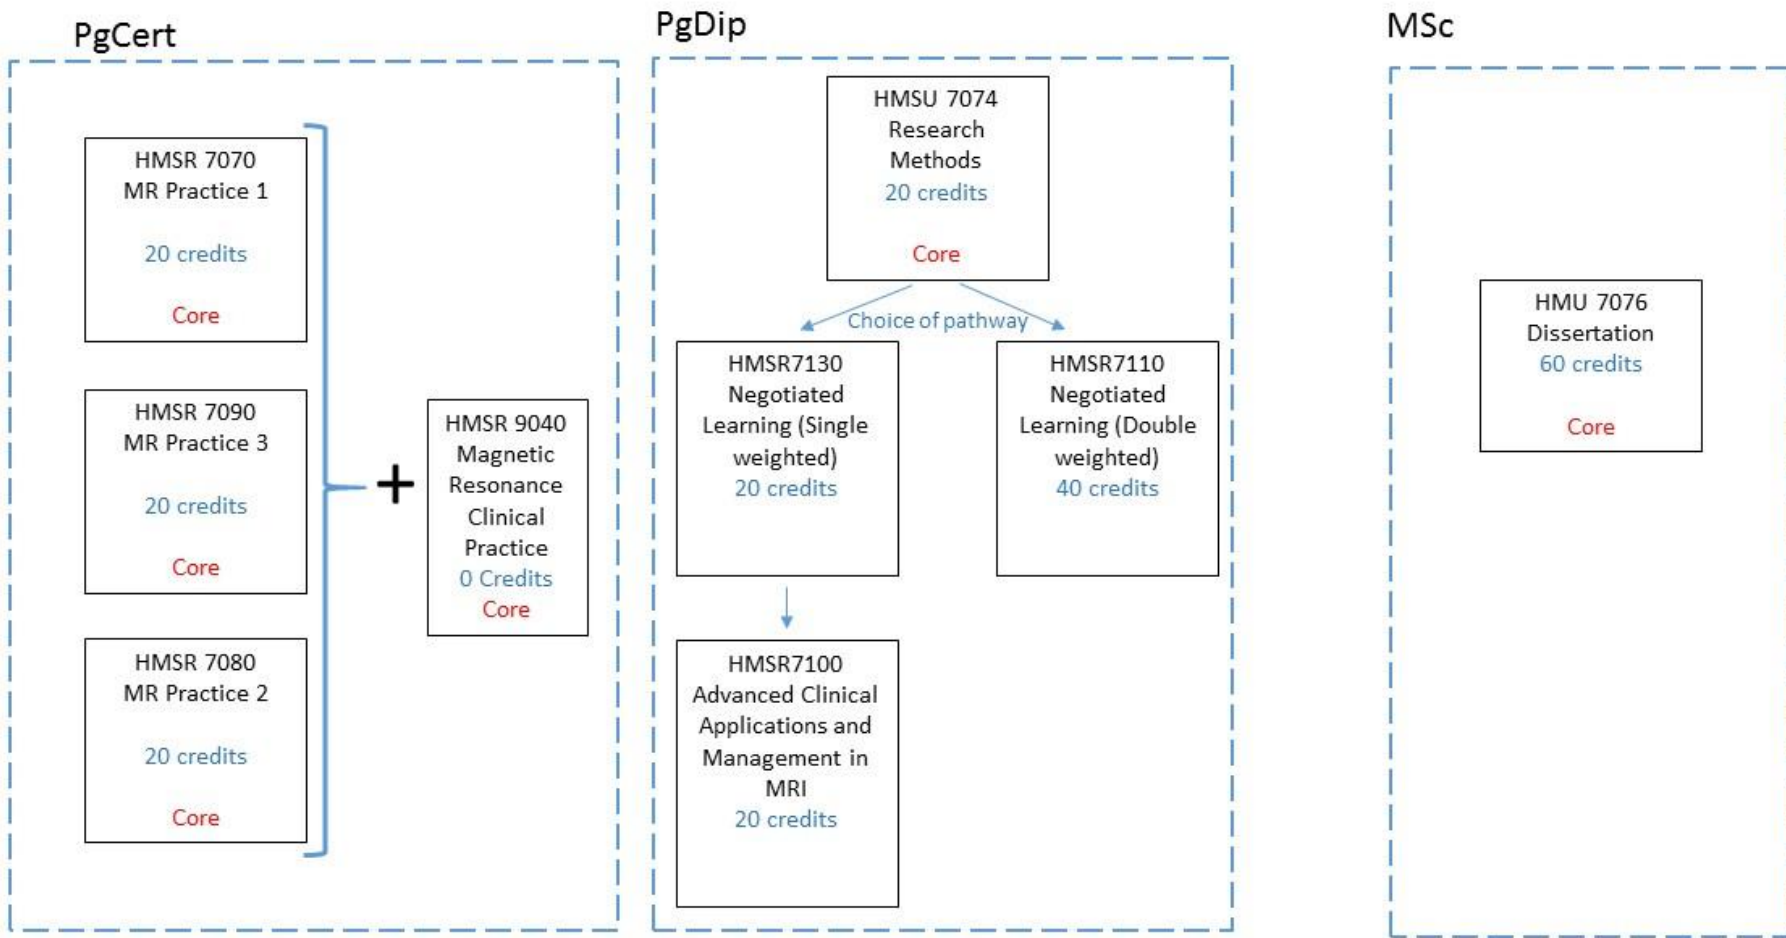 PgCert
HMSR 7070
MR Practice 1
20 credits
Core
HMSR 7090
MR Practice 3
20 credits
Core
HMSR 7080
MR Practice 2
20 credits
Core
+
HMSR 9040
Magnetic
Resonance
Clinical
Practice
0 Credits
Core
PgDip
HMSU 7074
Research
Methods
20 credits
Core
Choice of pathway
HMSR7130
Negotiated
Learning (Single
weighted)
20 credits
HMSR7110
Negotiated
Learning (Double
weighted)
40 credits
HMSR7100
Advanced Clinical
Applications and
Management in
MRI
20 credits
MSc
HMU 7076
Dissertation
60 credits
Core